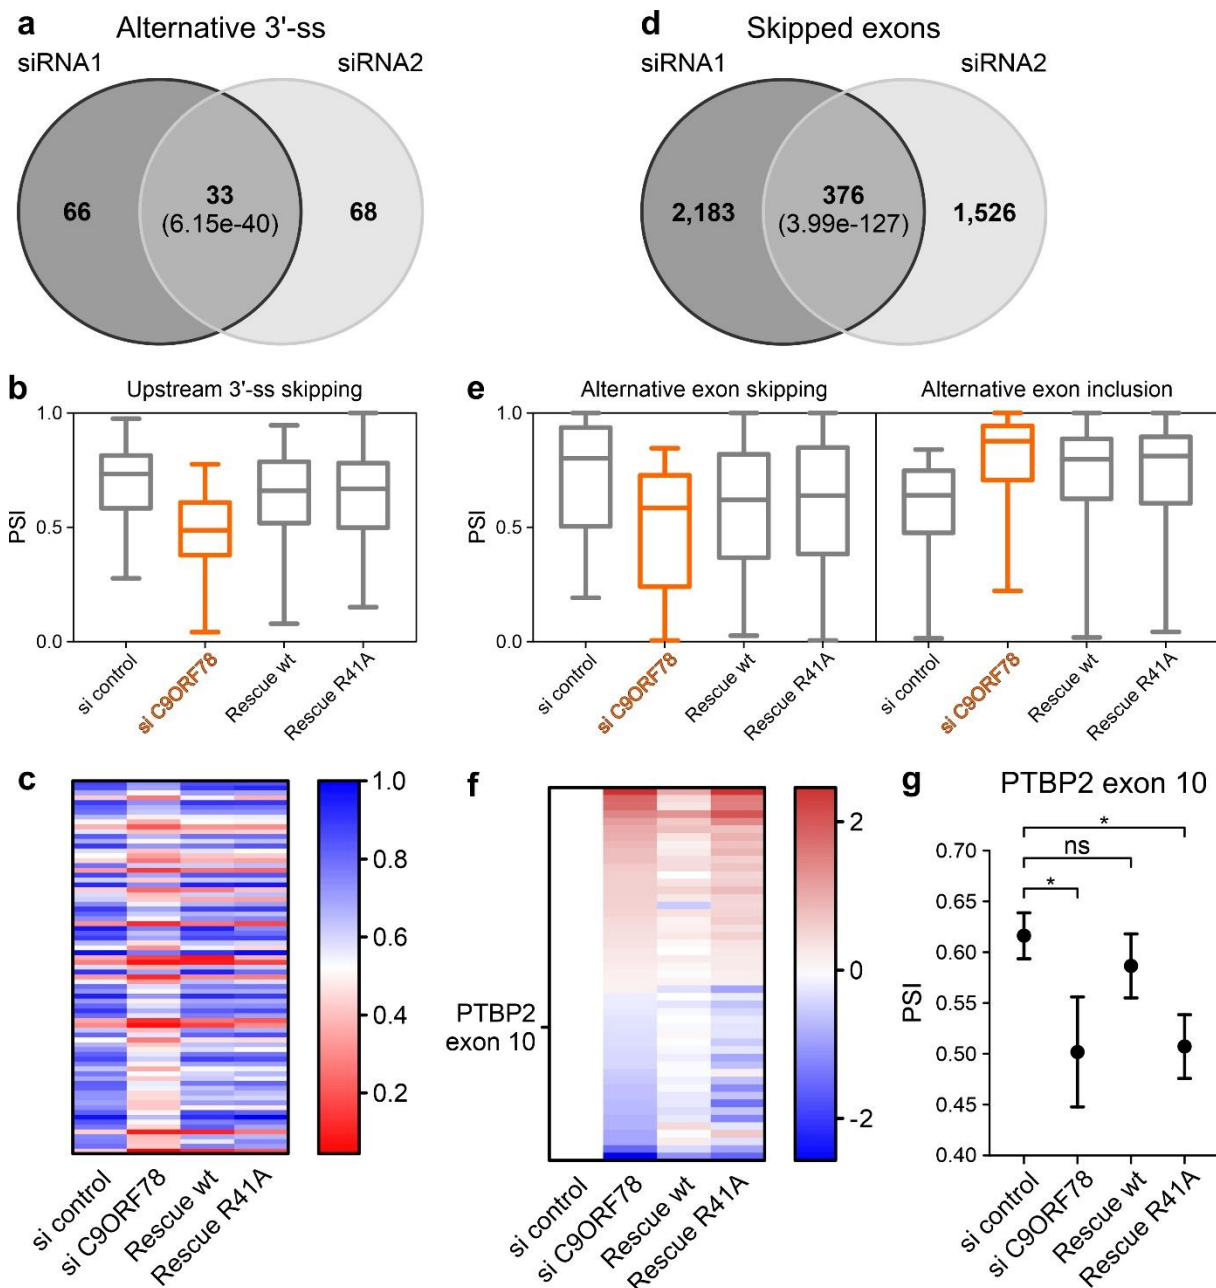 a Alternative 3'-ss
siRNA1 siRNA2
66 33 68
(6.15e-40)
d Skipped exons
siRNA1 siRNA2
2,183 376 1,526
(3.99e-127)
b Upstream 3'-ss skipping
1.0
PSI 0.5
0.0
si control si C9ORF78 Rescue wt Rescue R41A
e Alternative exon skipping Alternative exon inclusion
1.0
PSI 0.5
0.0
si control si C9ORF78 Rescue wt Rescue R41A si control si C9ORF78 Rescue wt Rescue R41A
c
1.0
0.8
0.6
0.4
0.2
si control si C9ORF78 Rescue wt Rescue R41A
f
2
0
-2
PTBP2
exon 10
si control si C9ORF78 Rescue wt Rescue R41A
g PTBP2 exon 10
*
ns
*
0.70
0.65
0.60
PSI 0.55
0.50
0.45
0.40
si control si C9ORF78 Rescue wt Rescue R41A